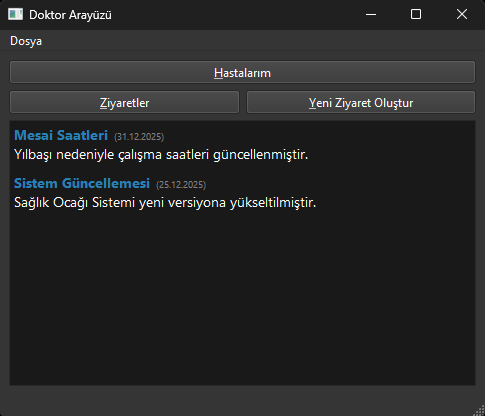 Doktor Arayüzü
Dosya
Hastalarım
Ziyaretler
Yeni Ziyaret Oluştur
Mesai Saatleri (31.12.2025)
Yılbaşı nedeniyle çalışma saatleri güncellenmiştir.
Sistem Güncellemesi (25.12.2025)
Sağlık Ocağı Sistemi yeni versiyona yükseltilmiştir.